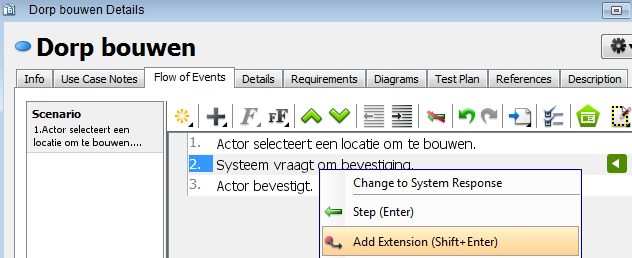 Dorp bouwen Details
Dorp bouwen
Info Use Case Notes Flow of Events Details Requirements Diagrams Test Plan References Description
Scenario
1.Actor selecteert een
locatie om te bouwen....
F FF
1. Actor selecteert een locatie om te bouwen.
2. Systeem vraagt om bevestiging.
3. Actor bevestigt.
Change to System Response
Step (Enter)
Add Extension (Shift+Enter)